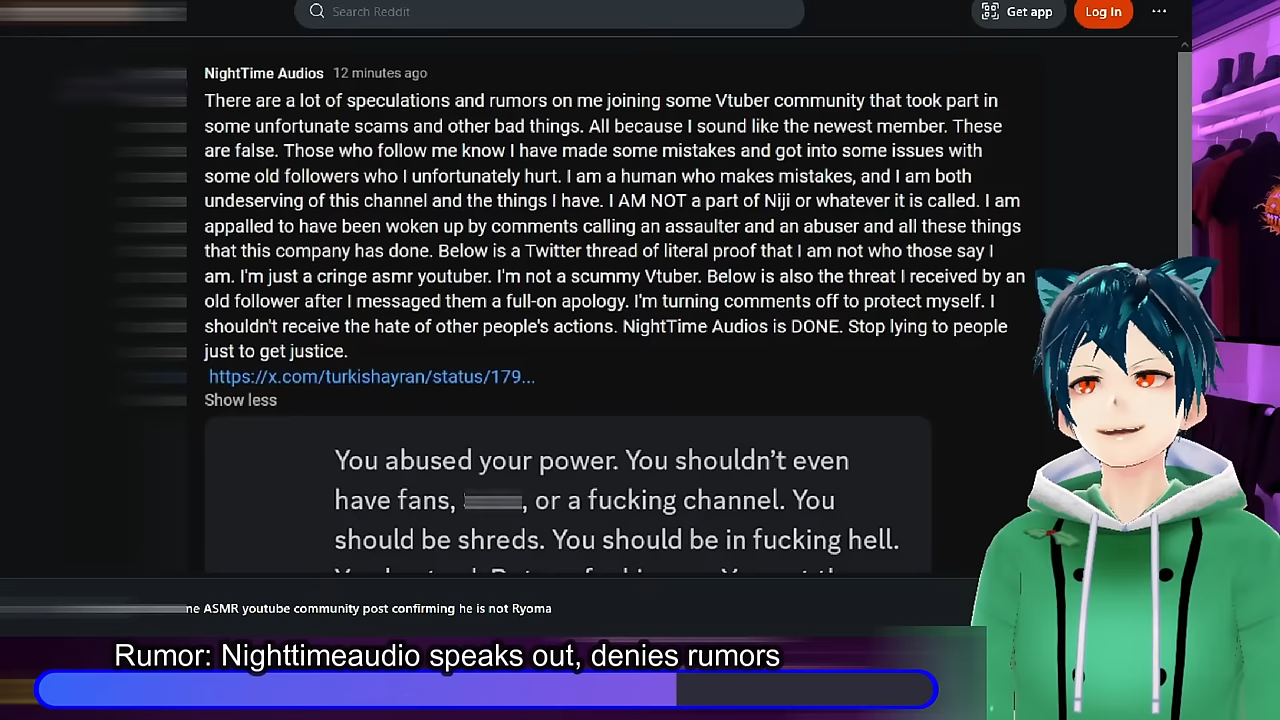 Search Reddit
Get app
Log In
NightTime Audios 12 minutes ago
There are a lot of speculations and rumors on me joining some Vtuber community that took part in
some unfortunate scams and other bad things. All because I sound like the newest member. These
are false. Those who follow me know I have made some mistakes and got into some issues with
some old followers who I unfortunately hurt. I am a human who makes mistakes, and I am both
undeserving of this channel and the things I have. I AM NOT a part of Niji or whatever it is called. I am
appalled to have been woken up by comments calling an assaulter and an abuser and all these things
that this company has done. Below is a Twitter thread of literal proof that I am not who those say I
am. I'm just a cringe asmr youtuber. I'm not a scummy Vtuber. Below is also the threat I received by an
old follower after I messaged them a full-on apology. I'm turning comments off to protect myself. I
shouldn't receive the hate of other people's actions. NightTime Audios is DONE. Stop lying to people
just to get justice.
https://x.com/turkishayran/status/179...
Show less
You abused your power. You shouldn't even
have fans, , or a fucking channel. You
should be shreds. You should be in fucking hell.
ne ASMR youtube community post confirming he is not Ryoma
Rumor: Nighttimeaudio speaks out, denies rumors